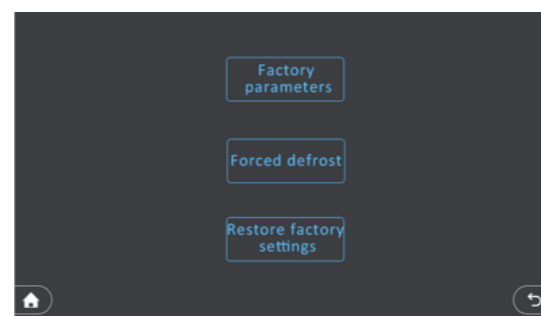 Factory
parameters
Forced defrost
Restore factory
settings